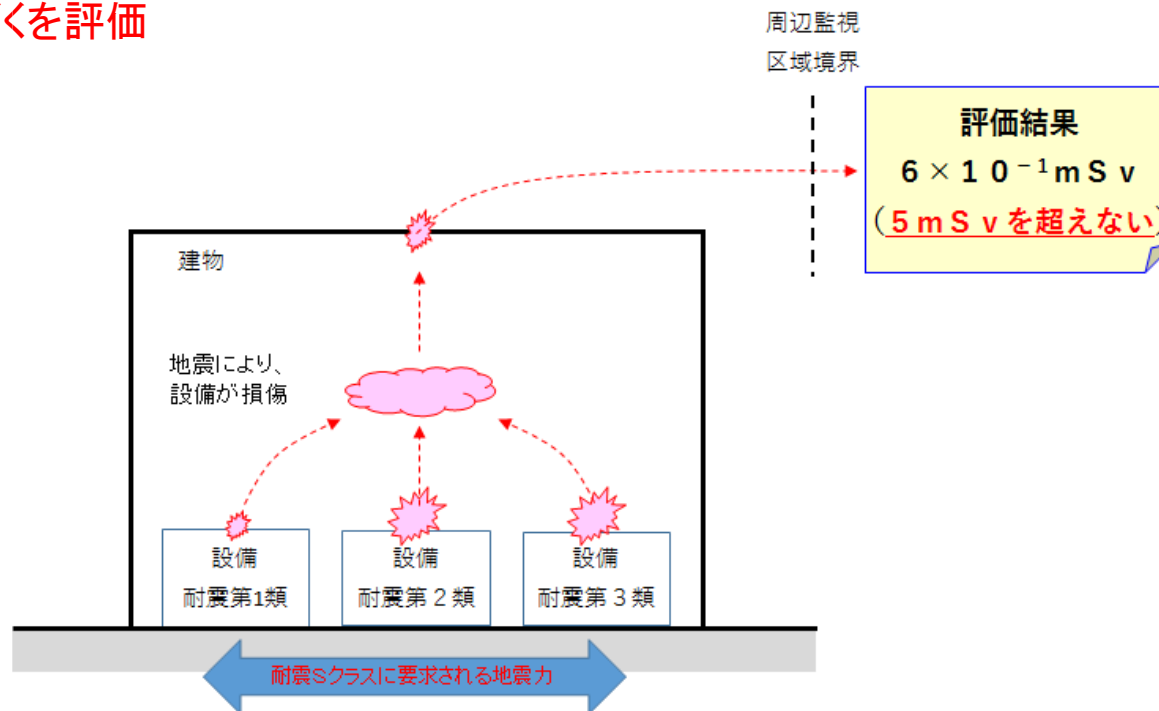 くを評価
周辺監視
区域境界
評価結果
6×10⁻¹mSv
(5mSvを超えない)
建物
地震により、
設備が損傷
設備
耐震第1類
設備
耐震第２類
設備
耐震第３類
耐震Sクラスに要求される地震力